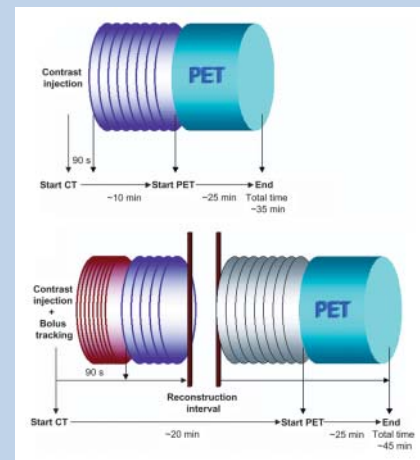 Contrast
injection
PET
90 s
Start CT
Start PET
End
~10 min
~25 min
Total time
~35 min
Contrast
injection
+
Bolus
tracking
PET
90 s
Reconstruction
interval
Start CT
Start PET
End
~20 min
~25 min
Total time
~45 min